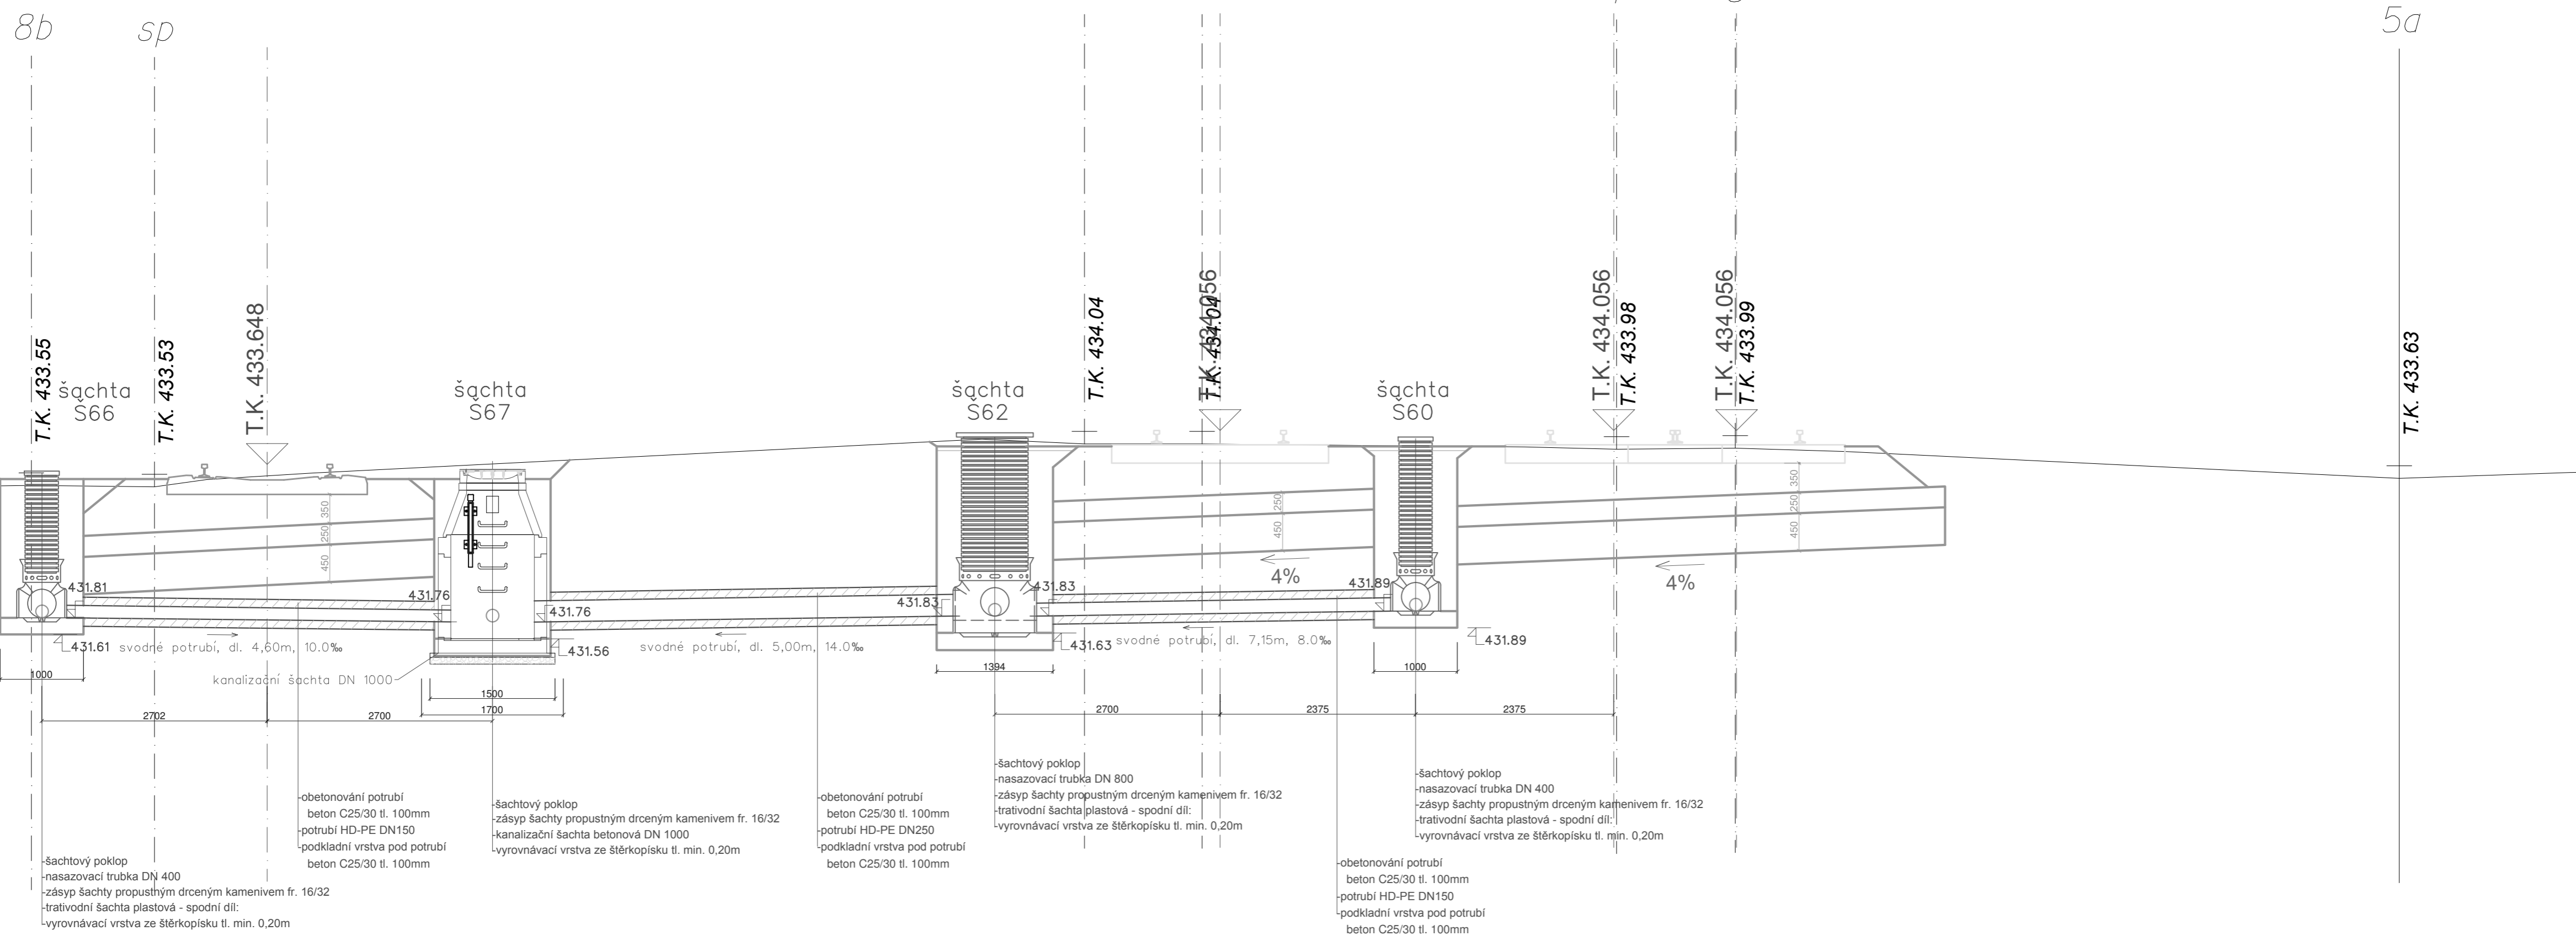 8b
sp
5a
T.K. 433.55
T.K. 433.53
T.K. 433.648
T.K. 434.04
T.K. 434.056
T.K. 434.04
T.K. 434.056
T.K. 433.98
T.K. 434.056
T.K. 433.99
T.K. 433.63
šachta
Š66
šachta
Š67
šachta
Š62
šachta
Š60
350
250
450
250
450
350
250
450
4%
4%
431.81
431.76
431.76
431.83
431.83
431.89
431.61
svodné potrubí, dl. 4,60m, 10.0‰
431.56
svodné potrubí, dl. 5,00m, 14.0‰
431.63
svodné potrubí, dl. 7,15m, 8.0‰
431.89
kanalizační šachta DN 1000
1000
1500
1700
1394
1000
2702
2700
2700
2375
2375
-šachtový poklop
-nasazovací trubka DN 400
-zásyp šachty propustným drceným kamenivem fr. 16/32
-trativodní šachta plastová - spodní díl:
-vyrovnávací vrstva ze štěrkopísku tl. min. 0,20m
-obetonování potrubí
beton C25/30 tl. 100mm
-potrubí HD-PE DN150
-podkladní vrstva pod potrubí
beton C25/30 tl. 100mm
-šachtový poklop
-zásyp šachty propustným drceným kamenivem fr. 16/32
-kanalizační šachta betonová DN 1000
-vyrovnávací vrstva ze štěrkopísku tl. min. 0,20m
-obetonování potrubí
beton C25/30 tl. 100mm
-potrubí HD-PE DN250
-podkladní vrstva pod potrubí
beton C25/30 tl. 100mm
-šachtový poklop
-nasazovací trubka DN 800
-zásyp šachty propustným drceným kamenivem fr. 16/32
-trativodní šachta plastová - spodní díl:
-vyrovnávací vrstva ze štěrkopísku tl. min. 0,20m
-obetonování potrubí
beton C25/30 tl. 100mm
-potrubí HD-PE DN150
-podkladní vrstva pod potrubí
beton C25/30 tl. 100mm
-šachtový poklop
-nasazovací trubka DN 400
-zásyp šachty propustným drceným kamenivem fr. 16/32
-trativodní šachta plastová - spodní díl:
-vyrovnávací vrstva ze štěrkopísku tl. min. 0,20m